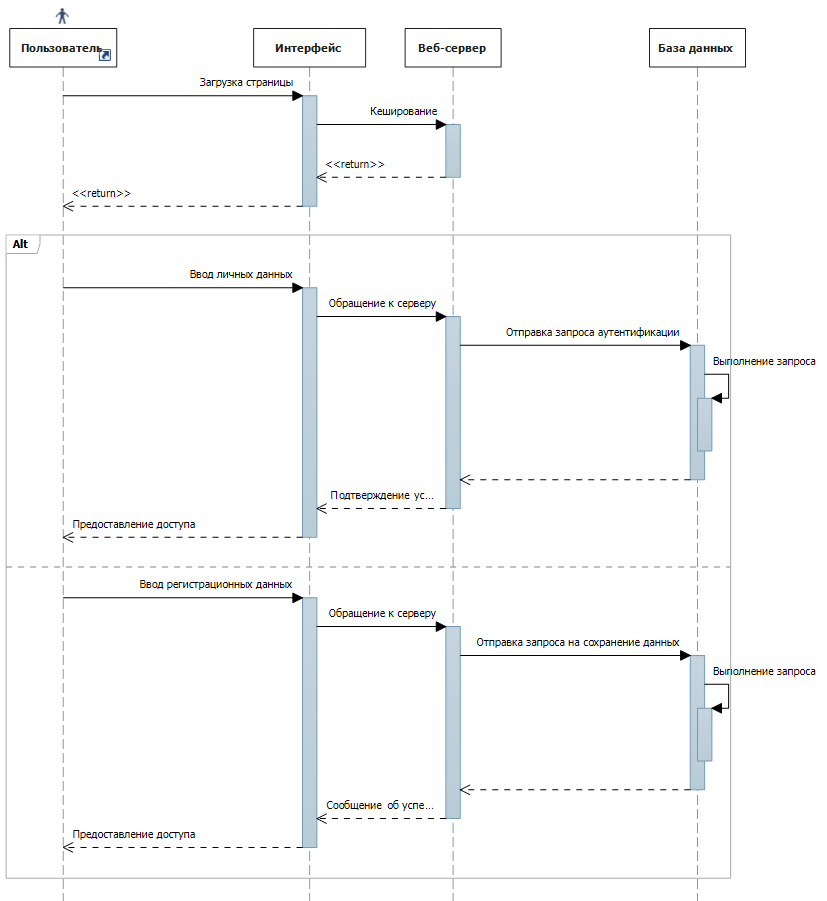 Пользователь
Интерфейс
Веб-сервер
База данных
Загрузка страницы
Кеширование
<<return>>
<<return>>
Alt
Ввод личных данных
Обращение к серверу
Отправка запроса аутентификации
Выполнение запроса
Подтверждение ус...
Предоставление доступа
Ввод регистрационных данных
Обращение к серверу
Отправка запроса на сохранение данных
Выполнение запроса
Сообщение об успе...
Предоставление доступа